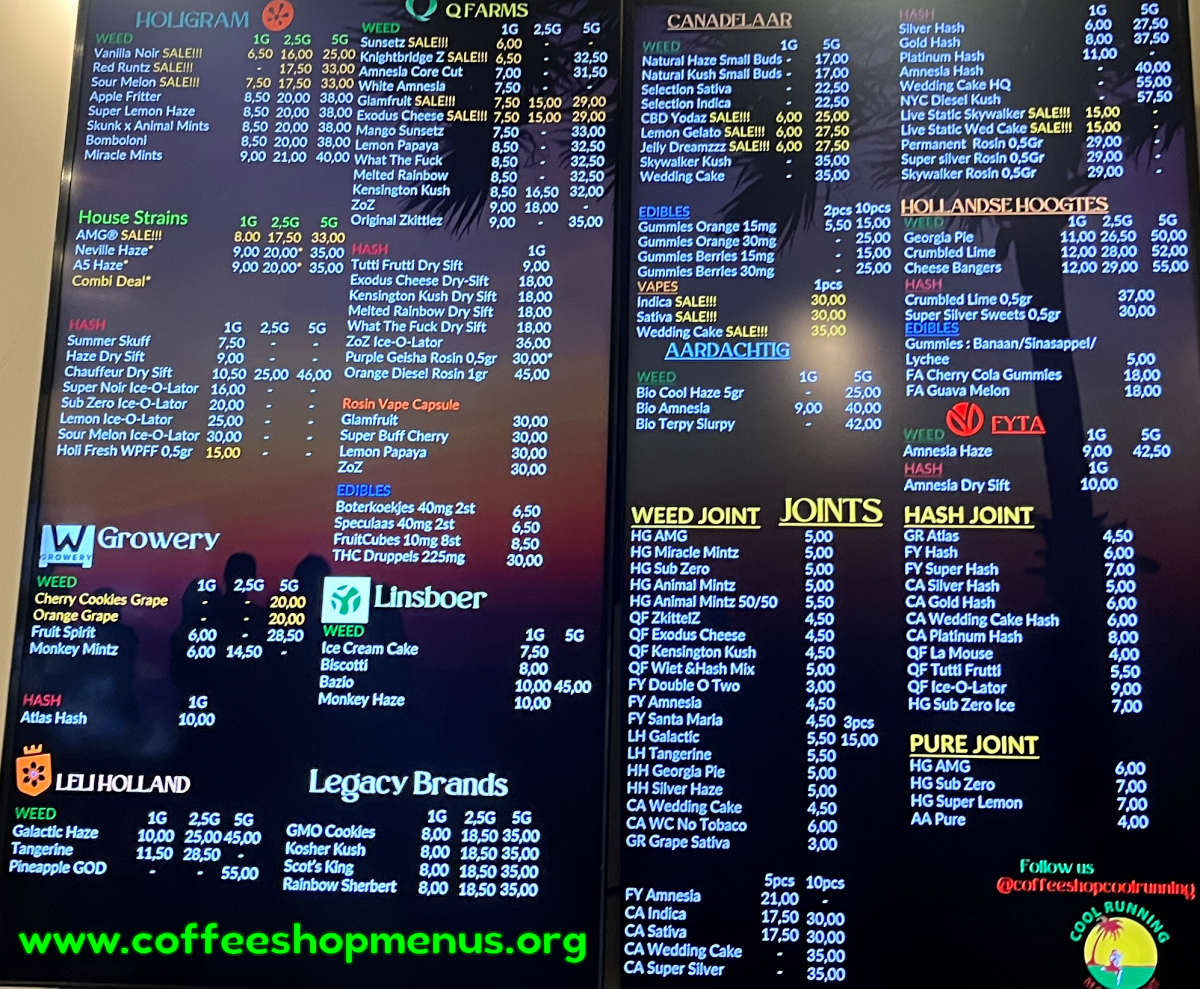 HOLIGRAM
WEED 1G 2,5G 5G
Vanilla Noir SALE!!! 6,50 16,00 25,00
Red Runtz SALE!!! - 17,50 33,00
Sour Melon SALE!!! 7,50 17,50 33,00
Apple Fritter 8,50 20,00 38,00
Super Lemon Haze 8,50 20,00 38,00
Skunk x Animal Mints 8,50 20,00 38,00
Bomboloni 8,50 20,00 38,00
Miracle Mints 9,00 21,00 40,00
House Strains 1G 2,5G 5G
AMG® SALE!!! 8.00 17,50 33,00
Neville Haze* 9,00 20,00* 35,00
A5 Haze* 9,00 20,00* 35,00
Combi Deal*
HASH 1G 2,5G 5G
Summer Skuff 7,50 - -
Haze Dry Sift 9,00 - -
Chauffeur Dry Sift 10,50 25,00 46,00
Super Noir Ice-O-Lator 16,00 - -
Sub Zero Ice-O-Lator 20,00 - -
Lemon Ice-O-Lator 25,00 - -
Sour Melon Ice-O-Lator 30,00 - -
Holi Fresh WPFF 0,5gr 15,00 - -
W GROWERY Growery
WEED 1G 2,5G 5G
Cherry Cookies Grape - - 20,00
Orange Grape - - 20,00
Fruit Spirit 6,00 - 28,50
Monkey Mintz 6,00 14,50 -
HASH 1G
Atlas Hash 10,00
LELI HOLLAND
WEED 1G 2,5G 5G
Galactic Haze 10,00 25,00 45,00
Tangerine 11,50 28,50 -
Pineapple GOD - - 55,00
Q FARMS
WEED 1G 2,5G 5G
Sunsetz SALE!!! 6,00 - -
Knightbridge Z SALE!!! 6,50 - 32,50
Amnesia Core Cut 7,00 - 31,50
White Amnesia 7,50 - -
Glamfruit SALE!!! 7,50 15,00 29,00
Exodus Cheese SALE!!! 7,50 15,00 29,00
Mango Sunsetz 7,50 - 33,00
Lemon Papaya 8,50 - 32,50
What The Fuck 8,50 - 32,50
Melted Rainbow 8,50 - 32,50
Kensington Kush 8,50 16,50 32,00
ZoZ 9,00 18,00 -
Original Zkittlez 9,00 - 35,00
HASH 1G
Tutti Frutti Dry Sift 9,00
Exodus Cheese Dry-Sift 18,00
Kensington Kush Dry Sift 18,00
Melted Rainbow Dry Sift 18,00
What The Fuck Dry Sift 18,00
ZoZ Ice-O-Lator 36,00
Purple Geisha Rosin 0,5gr 30,00*
Orange Diesel Rosin 1gr 45,00
Rosin Vape Capsule
Glamfruit 30,00
Super Buff Cherry 30,00
Lemon Papaya 30,00
ZoZ 30,00
EDIBLES
Boterkoekjes 40mg 2st 6,50
Speculaas 40mg 2st 6,50
FruitCubes 10mg 8st 8,50
THC Druppels 225mg 30,00
Linsboer
WEED 1G 5G
Ice Cream Cake 7,50
Biscotti 8,00
Bazio 10,00 45,00
Monkey Haze 10,00
Legacy Brands
1G 2,5G 5G
GMO Cookies 8,00 18,50 35,00
Kosher Kush 8,00 18,50 35,00
Scot's King 8,00 18,50 35,00
Rainbow Sherbert 8,00 18,50 35,00
www.coffeeshopmenus.org
CANADELAAR
WEED 1G 5G
Natural Haze Small Buds - 17,00
Natural Kush Small Buds - 17,00
Selection Sativa - 22,50
Selection Indica - 22,50
CBD Yodaz SALE!!! 6,00 25,00
Lemon Gelato SALE!!! 6,00 27,50
Jelly Dreamzzz SALE!!! 6,00 27,50
Skywalker Kush - 35,00
Wedding Cake - 35,00
EDIBLES 2pcs 10pcs
Gummies Orange 15mg 5,50 15,00
Gummies Orange 30mg - 25,00
Gummies Berries 15mg - 15,00
Gummies Berries 30mg - 25,00
VAPES 1pcs
Indica SALE!!! 30,00
Sativa SALE!!! 30,00
Wedding Cake SALE!!! 35,00
AARDACHTIG
WEED 1G 5G
Bio Cool Haze 5gr - 25,00
Bio Amnesia 9,00 40,00
Bio Terpy Slurpy - 42,00
HASH 1G 5G
Silver Hash 6,00 27,50
Gold Hash 8,00 37,50
Platinum Hash 11,00 -
Amnesia Hash - 40,00
Wedding Cake HQ - 55,00
NYC Diesel Kush - 57,50
Live Static Skywalker SALE!!! 15,00 -
Live Static Wed Cake SALE!!! 15,00 -
Permanent Rosin 0,5Gr 29,00 -
Super silver Rosin 0,5Gr 29,00 -
Skywalker Rosin 0,5Gr 29,00 -
HOLLANDSE HOOGTES
WEED 1G 2,5G 5G
Georgia Pie 11,00 26,50 50,00
Crumbled Lime 12,00 28,00 52,00
Cheese Bangers 12,00 29,00 55,00
HASH
Crumbled Lime 0,5gr 37,00
Super Silver Sweets 0,5gr 30,00
EDIBLES
Gummies : Banaan/Sinasappel/
Lychee 5,00
FA Cherry Cola Gummies 18,00
FA Guava Melon 18,00
FYTA
WEED 1G 5G
Amnesia Haze 9,00 42,50
HASH 1G
Amnesia Dry Sift 10,00
JOINTS
WEED JOINT
HG AMG 5,00
HG Miracle Mintz 5,00
HG Sub Zero 5,00
HG Animal Mintz 5,00
HG Animal Mintz 50/50 5,50
QF ZkittelZ 4,50
QF Exodus Cheese 4,50
QF Kensington Kush 4,50
QF Wiet &Hash Mix 5,00
FY Double O Two 3,00
FY Amnesia 4,50
FY Santa Maria 4,50 3pcs
LH Galactic 5,50 15,00
LH Tangerine 5,50
HH Georgia Pie 5,00
HH Silver Haze 5,00
CA Wedding Cake 4,50
CA WC No Tobaco 6,00
GR Grape Sativa 3,00
5pcs 10pcs
FY Amnesia 21,00 -
CA Indica 17,50 30,00
CA Sativa 17,50 30,00
CA Wedding Cake - 35,00
CA Super Silver - 35,00
HASH JOINT
GR Atlas 4,50
FY Hash 6,00
FY Super Hash 7,00
CA Silver Hash 5,00
CA Gold Hash 6,00
CA Wedding Cake Hash 6,00
CA Platinum Hash 8,00
QF La Mouse 4,00
QF Tutti Frutti 5,50
QF Ice-O-Lator 9,00
HG Sub Zero Ice 7,00
PURE JOINT
HG AMG 6,00
HG Sub Zero 7,00
HG Super Lemon 7,00
AA Pure 4,00
Follow us
@coffeeshopcoolrunning
COOL RUNNING